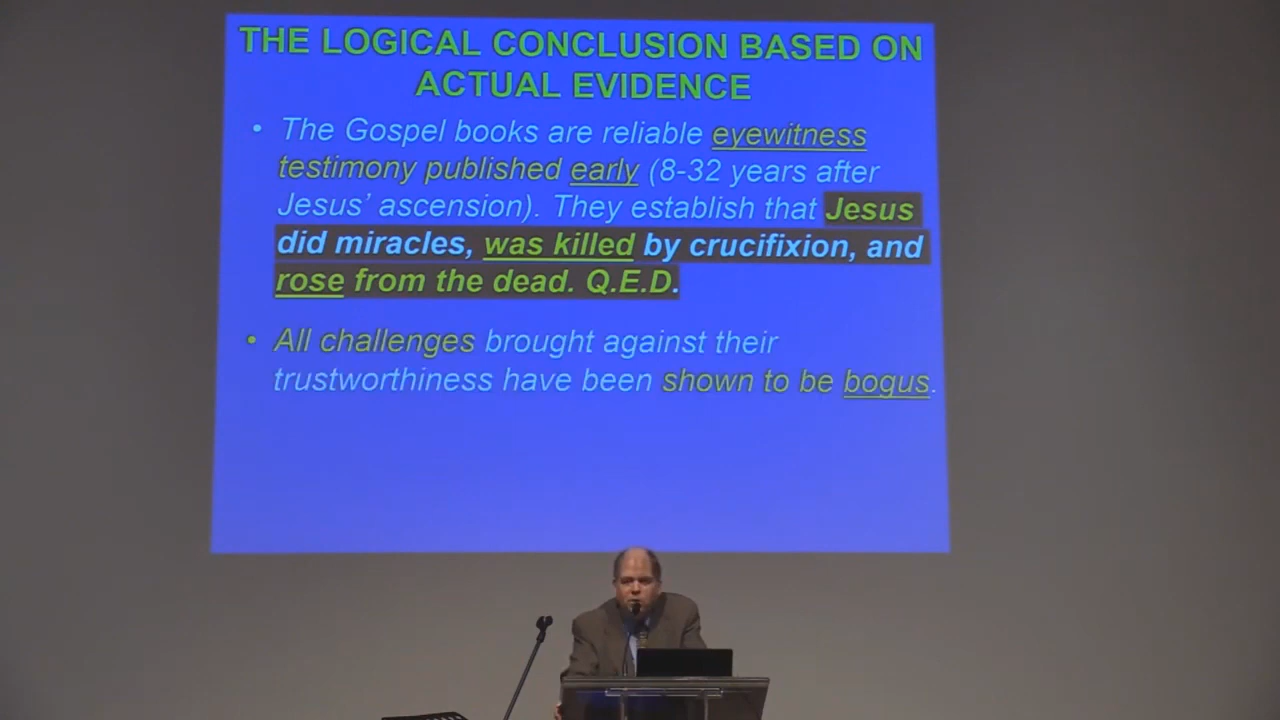 THE LOGICAL CONCLUSION BASED ON
ACTUAL EVIDENCE
• The Gospel books are reliable eyewitness
testimony published early (8-32 years after
Jesus' ascension). They establish that Jesus
did miracles, was killed by crucifixion, and
rose from the dead. Q.E.D.
• All challenges brought against their
trustworthiness have been shown to be bogus.